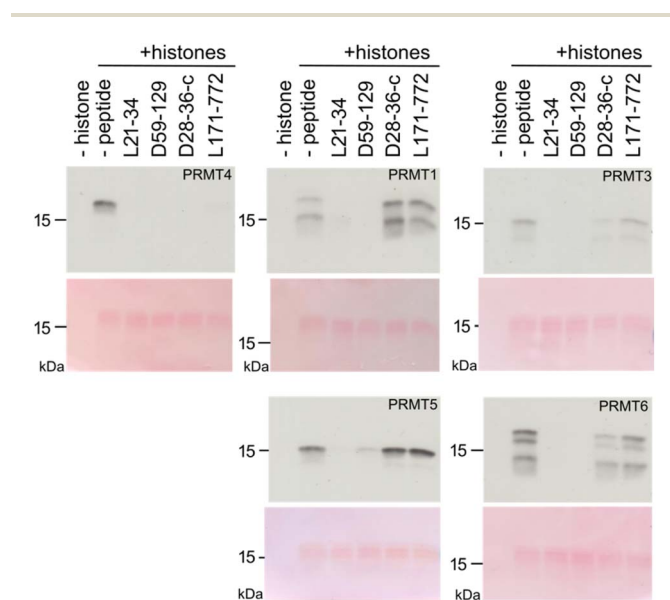 +histones +histones +histones
- histone - peptide L21-34 D59-129 D28-36-c L171-772 - histone - peptide L21-34 D59-129 D28-36-c L171-772 - histone - peptide L21-34 D59-129 D28-36-c L171-772
PRMT4 PRMT1 PRMT3
15 15 15
15 15 15
kDa kDa kDa
PRMT5 PRMT6
15 15
15 15
kDa kDa